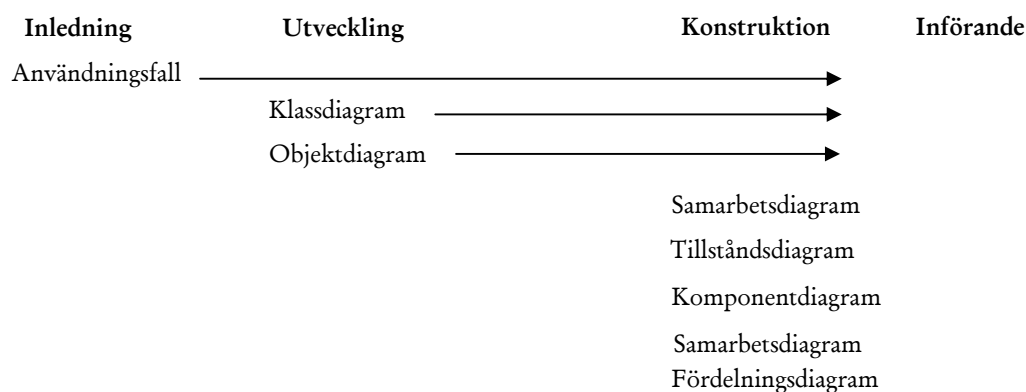 Inledning Utveckling Konstruktion Införande
Användningsfall
Klassdiagram
Objektdiagram
Samarbetsdiagram
Tillståndsdiagram
Komponentdiagram
Samarbetsdiagram
Fördelningsdiagram